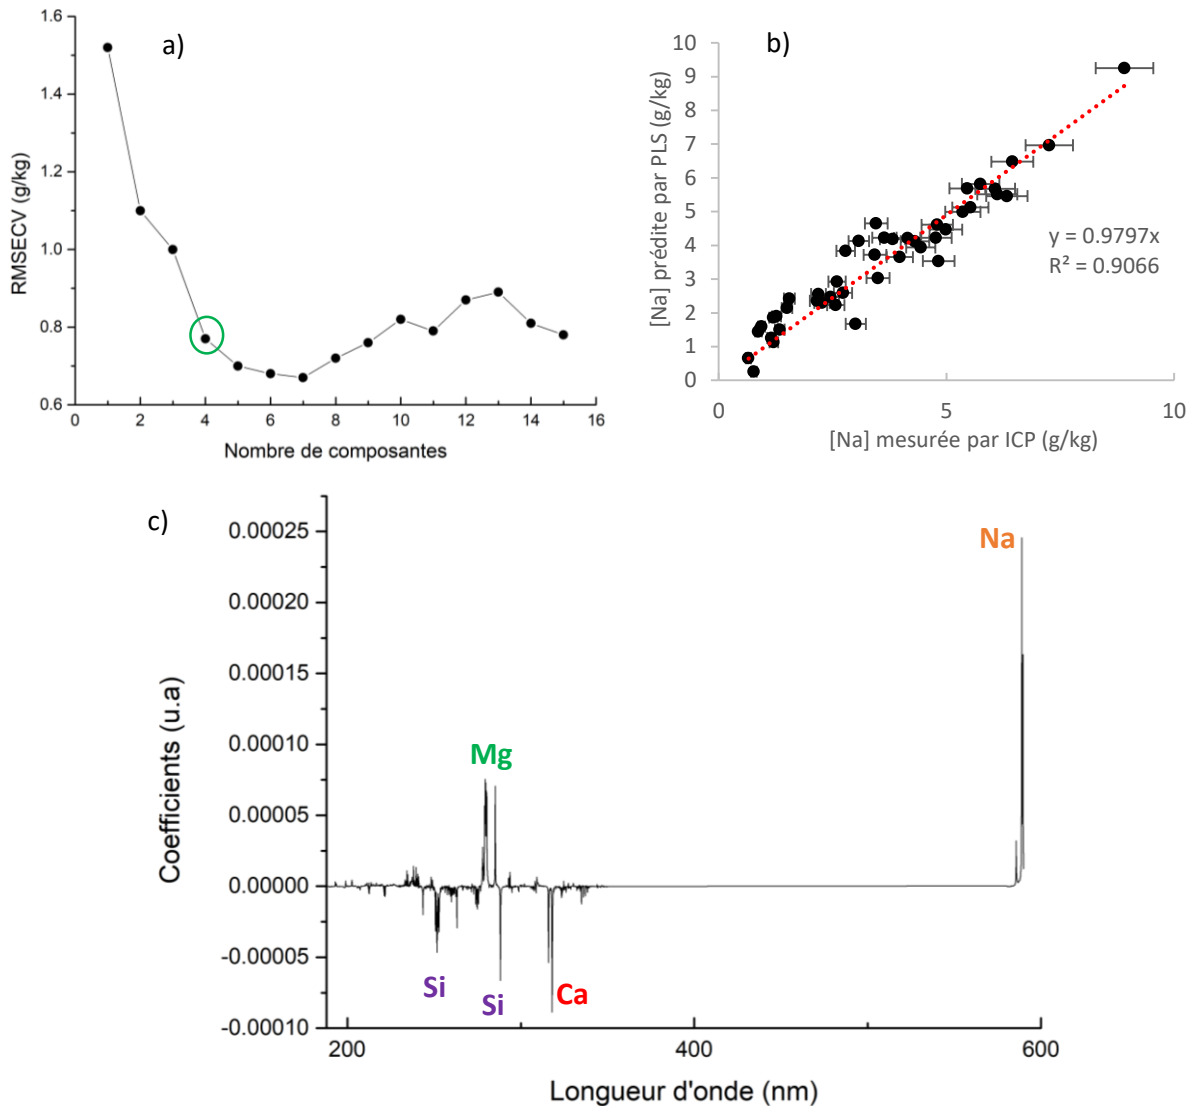 a)
1.6
1.4
1.2
1.0
0.8
0.6
RMSECV (g/kg)
0 2 4 6 8 10 12 14 16
Nombre de composantes
b)
10
9
8
7
6
5
4
3
2
1
0
[Na] prédite par PLS (g/kg)
y = 0.9797x
R² = 0.9066
0 5 10
[Na] mesurée par ICP (g/kg)
c)
0.00025
0.00020
0.00015
0.00010
0.00005
0.00000
-0.00005
-0.00010
Coefficients (u.a)
Na
Mg
Si
Si
Ca
200 400 600
Longueur d'onde (nm)